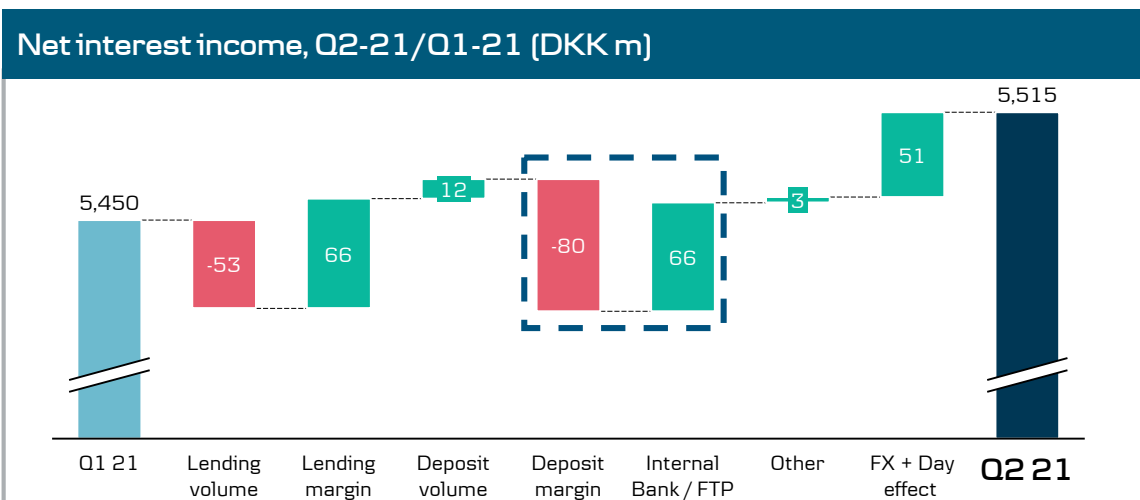 Net interest income, Q2-21/Q1-21 (DKK m)
5,515
5,450
-53
66
12
-80
66
3
51
Q1 21
Lending
volume
Lending
margin
Deposit
volume
Deposit
margin
Internal
Bank / FTP
Other
FX + Day
effect
Q2 21